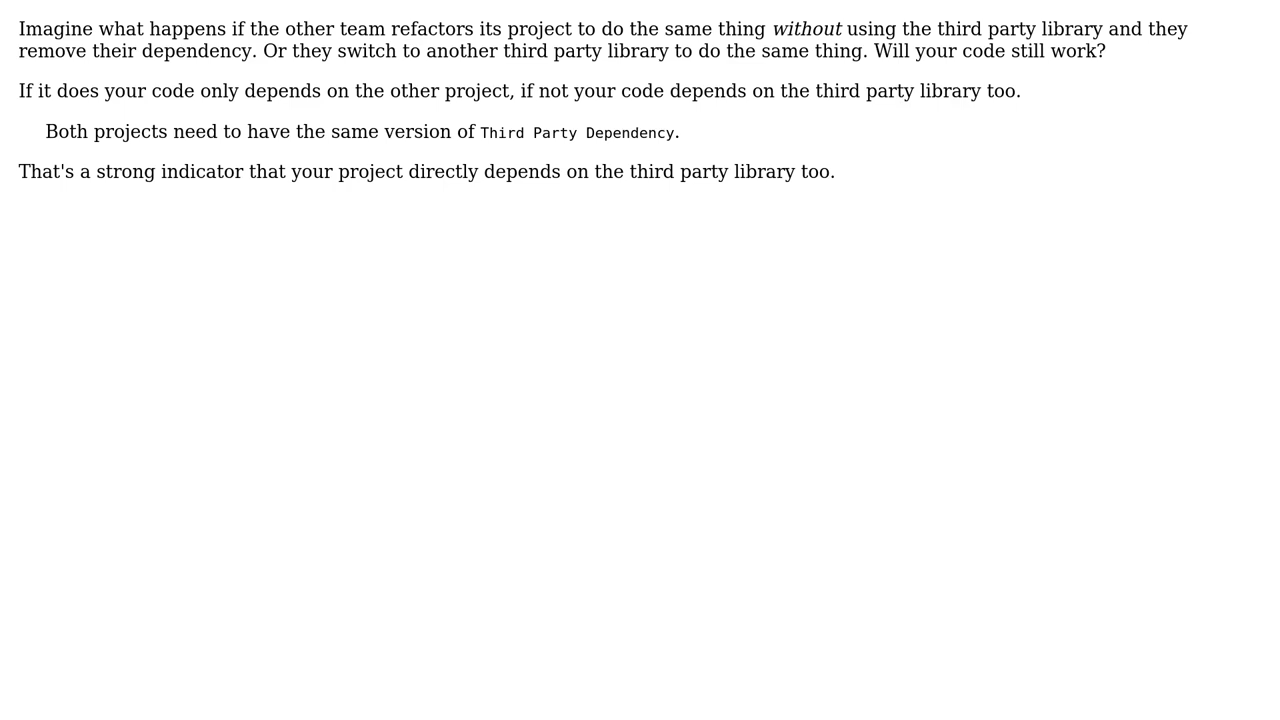 Imagine what happens if the other team refactors its project to do the same thing without using the third party library and they
remove their dependency. Or they switch to another third party library to do the same thing. Will your code still work?
If it does your code only depends on the other project, if not your code depends on the third party library too.
Both projects need to have the same version of Third Party Dependency.
That's a strong indicator that your project directly depends on the third party library too.